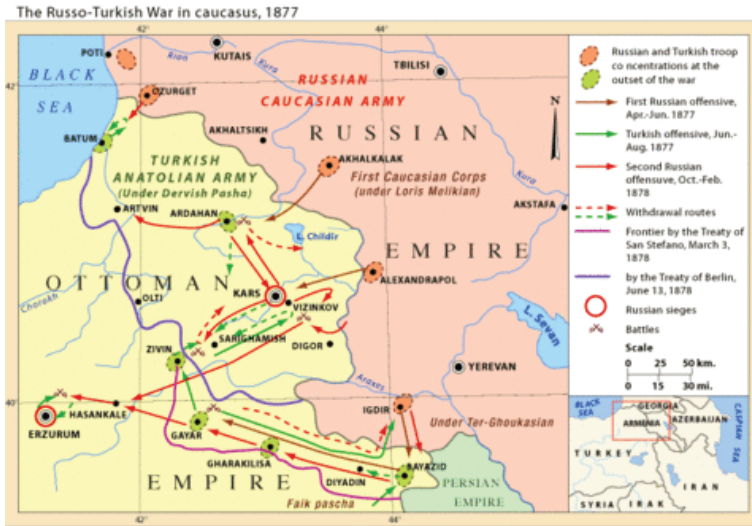 The Russo-Turkish War in caucasus, 1877
42°
44°
POTI
Rion
KUTAIS
Kura
TBILISI
42°
BLACK
SEA
OZURGET
RUSSIAN
CAUCASIAN ARMY
BATUM
AKHALTSIKH
RUSSIAN
TURKISH
ANATOLIAN ARMY
(Under Dervish Pasha)
AKHALKALAK
First Caucasian Corps
(under Loris Melikian)
Kura
ARTVIN
ARDAHAN
AKSTAFA
L. Childir
EMPIRE
OTTOMAN
ALEXANDRAPOL
Chorokh
OLTI
KARS
VIZINKOV
L. Sevan
SARIGHAMISH
DIGOR
ZIVIN
YEREVAN
Araxes
40°
HASANKALE
IGDIR
ERZURUM
GAYAR
Under Ter-Ghoukasian
GHARAKILISA
BAYAZID
DIYADIN
EMPIRE
PERSIAN
EMPIRE
Faik pascha
42°
44°
Russian and Turkish troop
co ncentrations at the
outset of the war
First Russian offensive,
Apr.-Jun. 1877
Turkish offensive, Jun.-
Aug. 1877
Second Russian
offensuve, Oct.-Feb.
1878
Withdrawal routes
Frontier by the Treaty of
San Stefano, March 3,
1878
by the Treaty of Berlin,
June 13, 1878
Russian sieges
Battles
Scale
0 25 50 km.
0 15 30 mi.
N
BLACK
SEA
GEORGIA
ARMENIA
AZERBAIJAN
CASPIAN
SEA
TURKEY
IRAN
SYRIA
IRAK